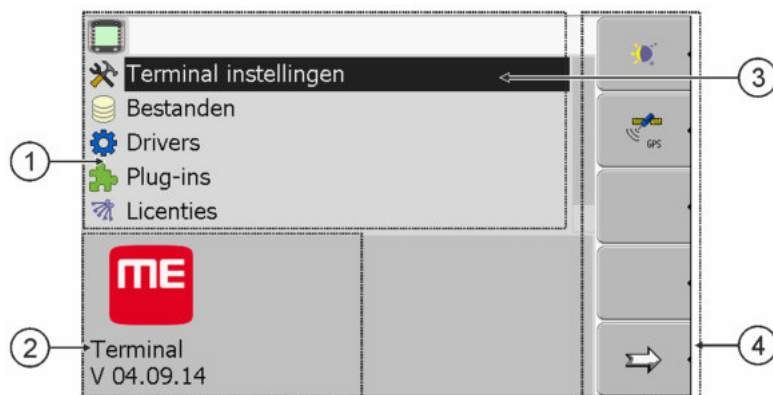 Terminal instellingen
Bestanden
Drivers
Plug-ins
Licenties
ME
Terminal
V 04.09.14
GPS
1
2
3
4